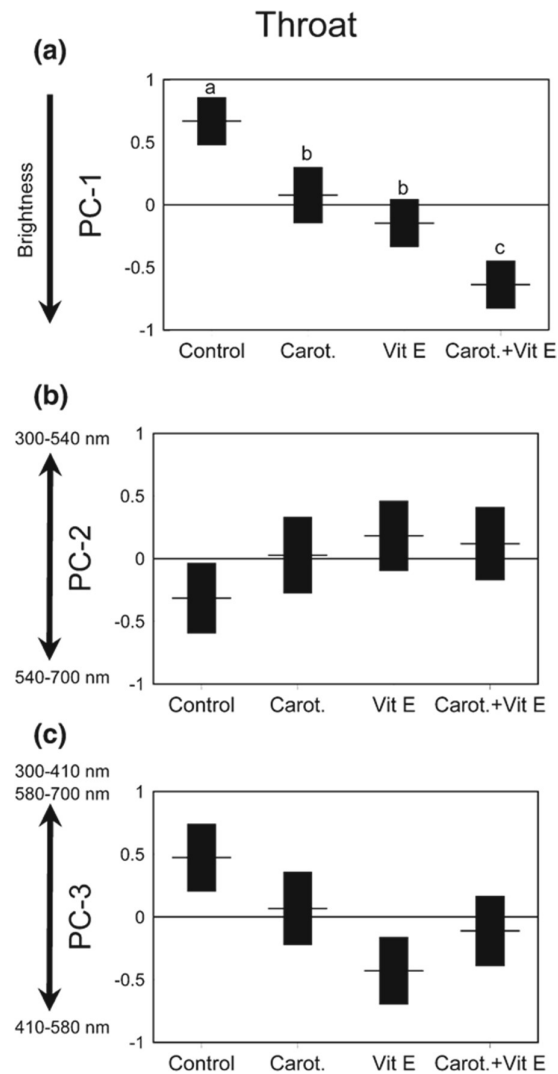 Throat
(a)
Brightness
PC-1
1
0.5
0
-0.5
-1
a
b
b
c
Control Carot. Vit E Carot.+Vit E
(b)
300-540 nm
PC-2
540-700 nm
1
0.5
0
-0.5
-1
Control Carot. Vit E Carot.+Vit E
(c)
300-410 nm
580-700 nm
PC-3
410-580 nm
1
0.5
0
-0.5
-1
Control Carot. Vit E Carot.+Vit E